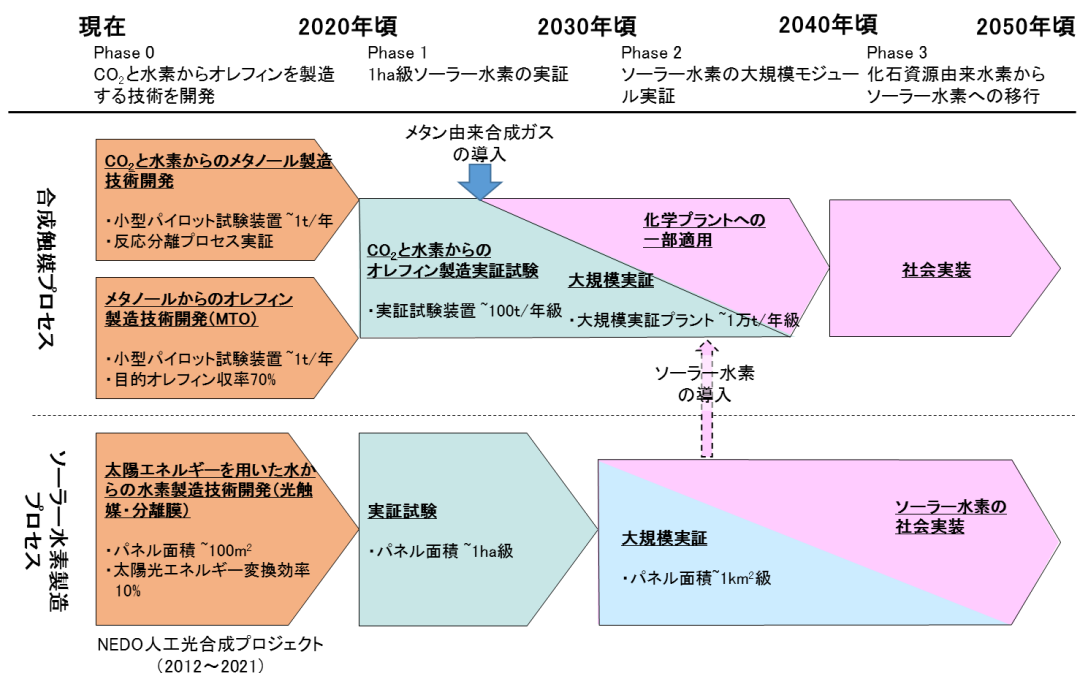 現在
2020年頃
2030年頃
2040年頃
2050年頃
Phase 0
CO₂と水素からオレフィンを製造
する技術を開発
Phase 1
1ha級ソーラー水素の実証
Phase 2
ソーラー水素の大規模モジュー
ル実証
Phase 3
化石資源由来水素から
ソーラー水素への移行
合成触媒プロセス
メタン由来合成ガス
の導入
CO₂と水素からのメタノール製造
技術開発
・小型パイロット試験装置 ~1t/年
・反応分離プロセス実証
メタノールからのオレフィン
製造技術開発(MTO)
・小型パイロット試験装置 ~1t/年
・目的オレフィン収率70%
CO₂と水素からの
オレフィン製造実証試験
・実証試験装置 ~100t/年級
大規模実証
・大規模実証プラント ~1万t/年級
化学プラントへの
一部適用
社会実装
ソーラー水素
の導入
ソーラー水素製造
プロセス
太陽エネルギーを用いた水か
らの水素製造技術開発(光触
媒・分離膜)
・パネル面積 ~100m²
・太陽光エネルギー変換効率
10%
実証試験
・パネル面積 ~1ha級
大規模実証
・パネル面積~1km²級
ソーラー水素の
社会実装
NEDO人工光合成プロジェクト
(2012～2021)